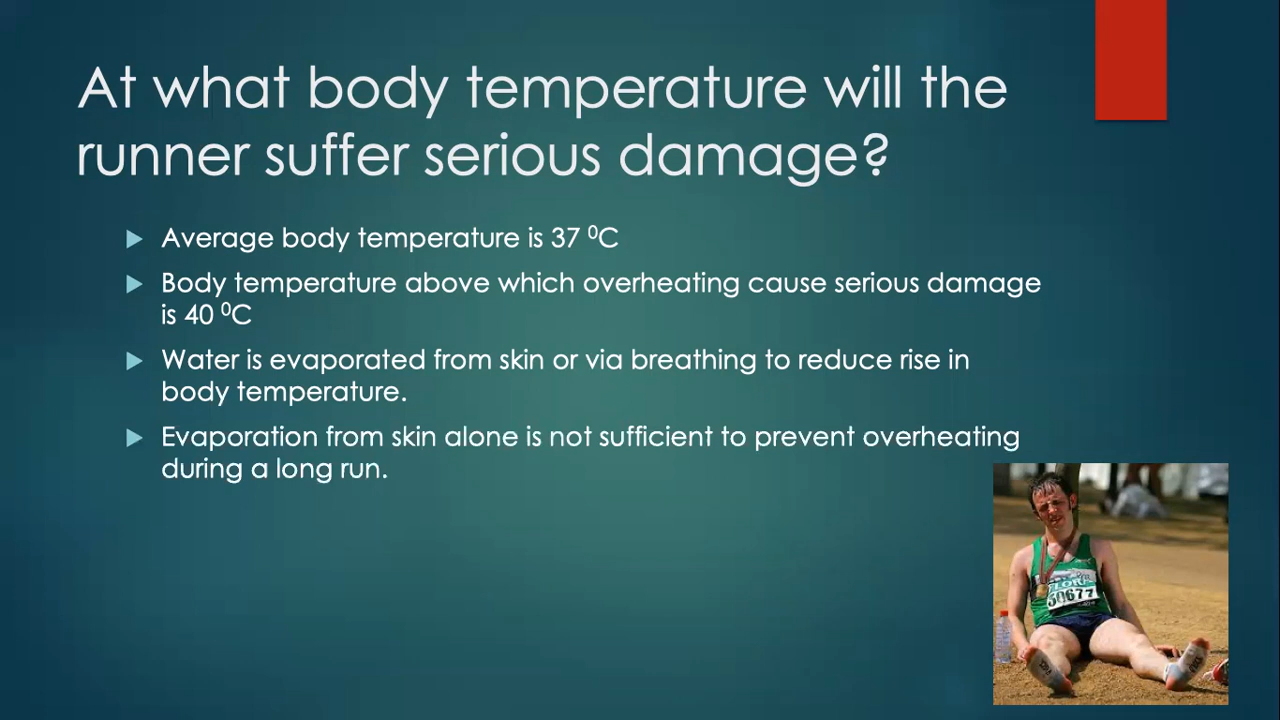 At what body temperature will the
runner suffer serious damage?
Average body temperature is 37 ⁰C
Body temperature above which overheating cause serious damage
is 40 ⁰C
Water is evaporated from skin or via breathing to reduce rise in
body temperature.
Evaporation from skin alone is not sufficient to prevent overheating
during a long run.
50677